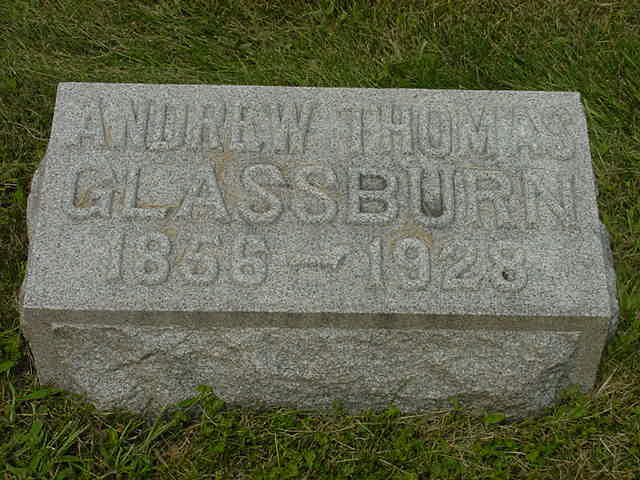 ANDREW THOMAS
GLASSBURN
1856 – 1928